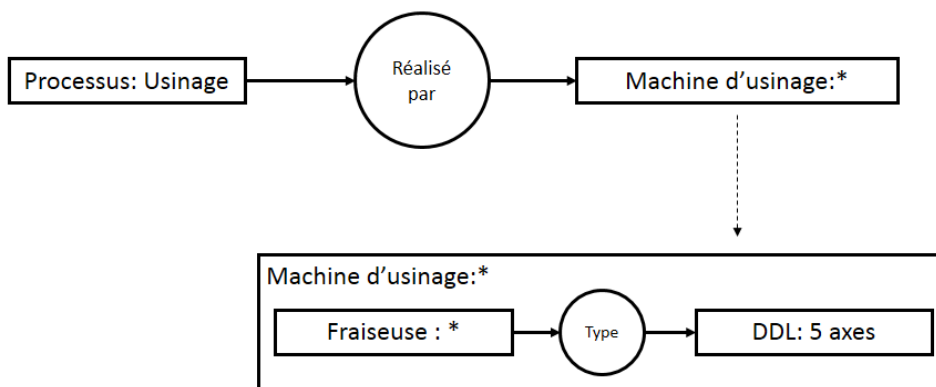 Processus: Usinage
Réalisé
par
Machine d’usinage:*
Machine d’usinage:*
Fraiseuse : *
Type
DDL: 5 axes